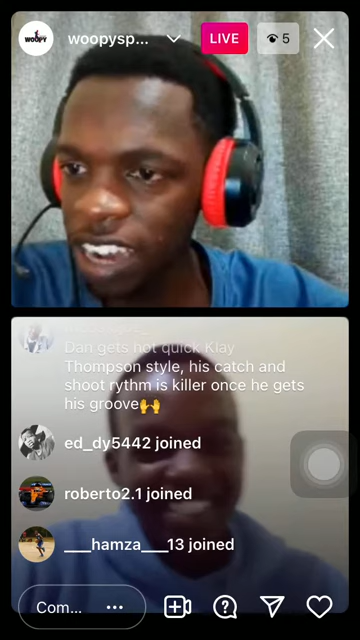 WOOPY
woopysp...
LIVE
5
Dan gets hot quick Klay
Thompson style, his catch and
shoot rythm is killer once he gets
his groove🙌
ed_dy5442 joined
roberto2.1 joined
___hamza___13 joined
Com...